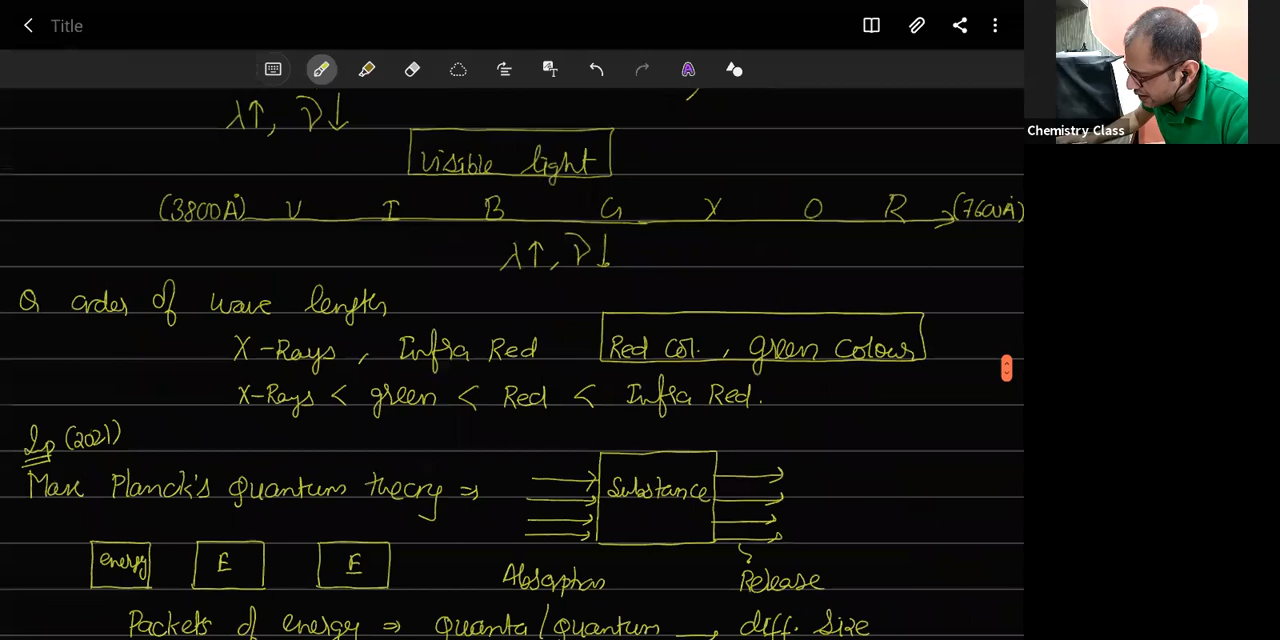 Title
Chemistry Class
λ↑, ν↓
Visible light
(3800Å) V I B G Y O R (7600Å)
λ↑, ν↓
Q order of wave length
X-Rays, Infra Red Red Col., green Colour
X-Rays < green < Red < Infra Red.
Ip (2021)
Max Planck's quantum theory ⇒ Substance
energy E E
Absorption Release
Packets of energy ⇒ quanta/quantum → diff. Size